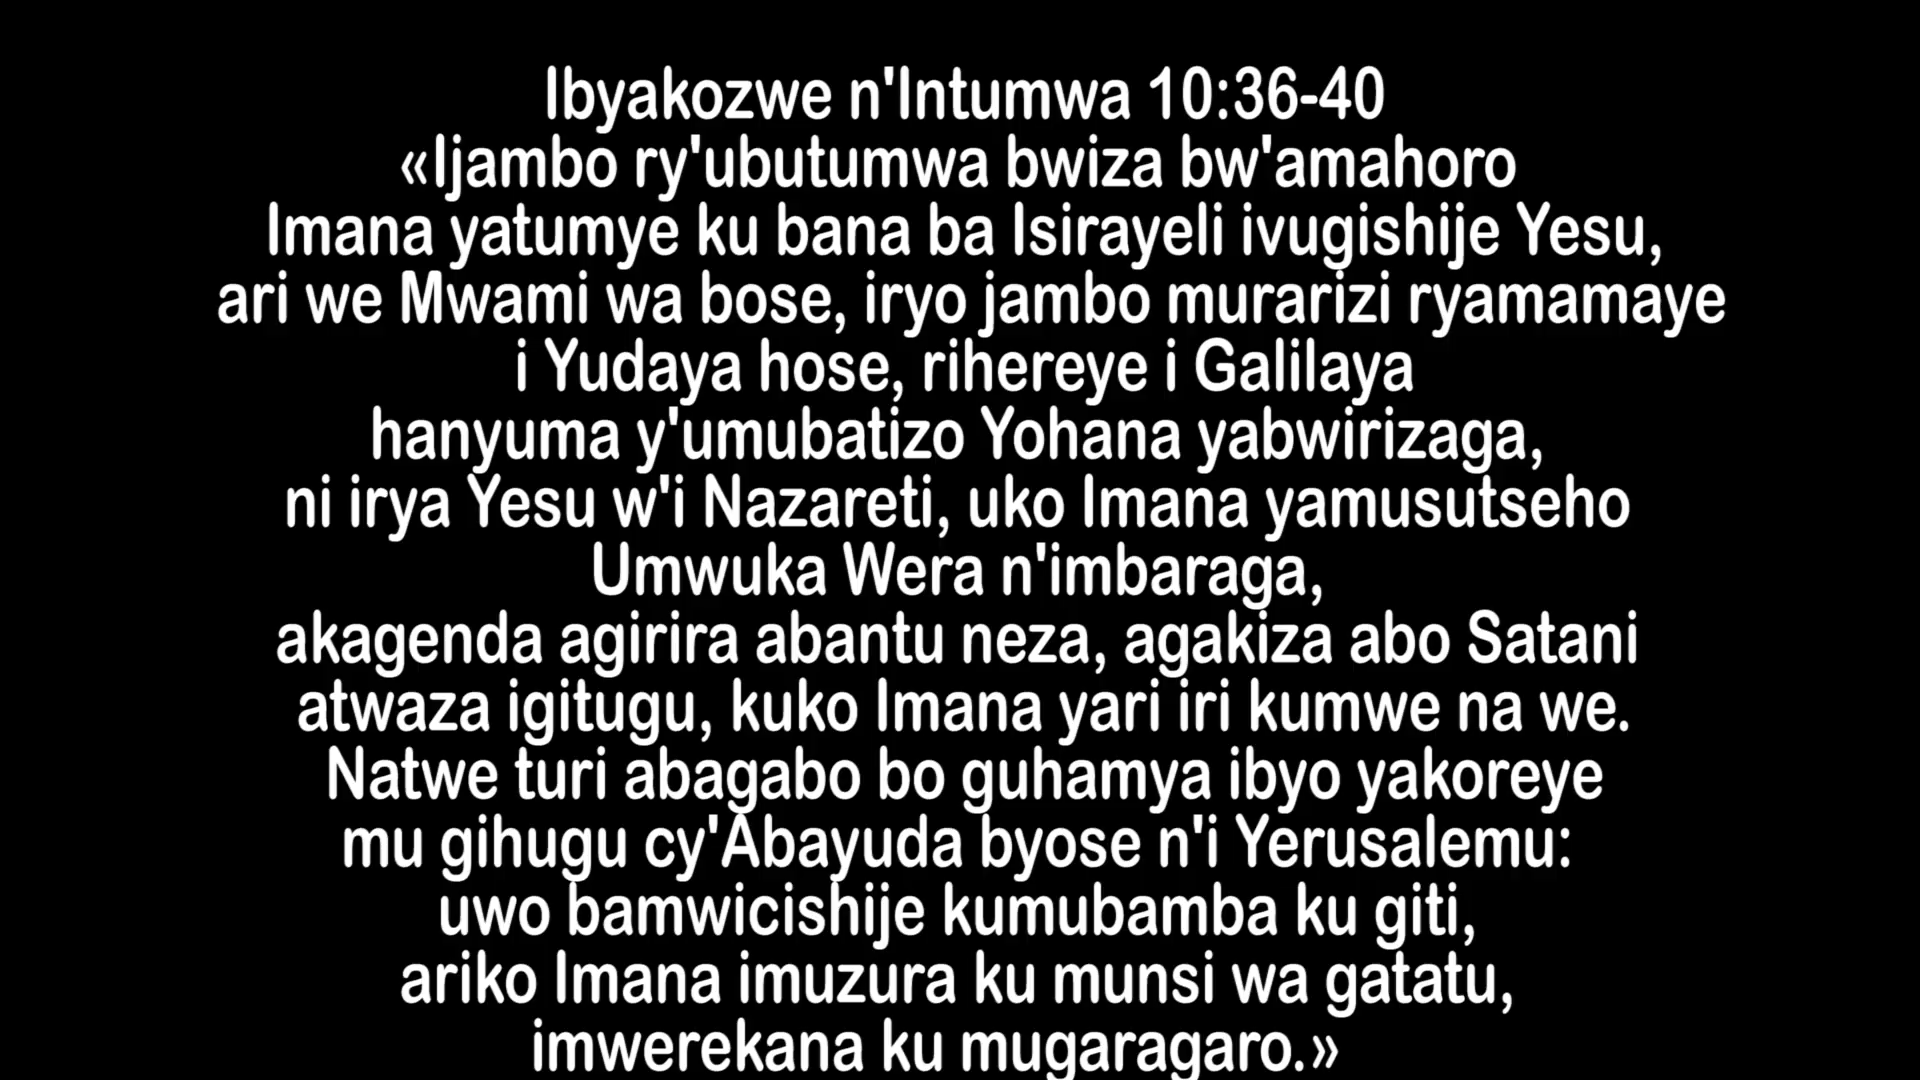 Ibyakozwe n'Intumwa 10:36-40
«Ijambo ry'ubutumwa bwiza bw'amahoro
Imana yatumye ku bana ba Isirayeli ivugishije Yesu,
ari we Mwami wa bose, iryo jambo murarizi ryamamaye
i Yudaya hose, rihereye i Galilaya
hanyuma y'umubatizo Yohana yabwirizaga,
ni irya Yesu w'i Nazareti, uko Imana yamusutseho
Umwuka Wera n'imbaraga,
akagenda agirira abantu neza, agakiza abo Satani
atwaza igitugu, kuko Imana yari iri kumwe na we.
Natwe turi abagabo bo guhamya ibyo yakoreye
mu gihugu cy'Abayuda byose n'i Yerusalemu:
uwo bamwicishije kumubamba ku giti,
ariko Imana imuzura ku munsi wa gatatu,
imwerekana ku mugaragaro.»